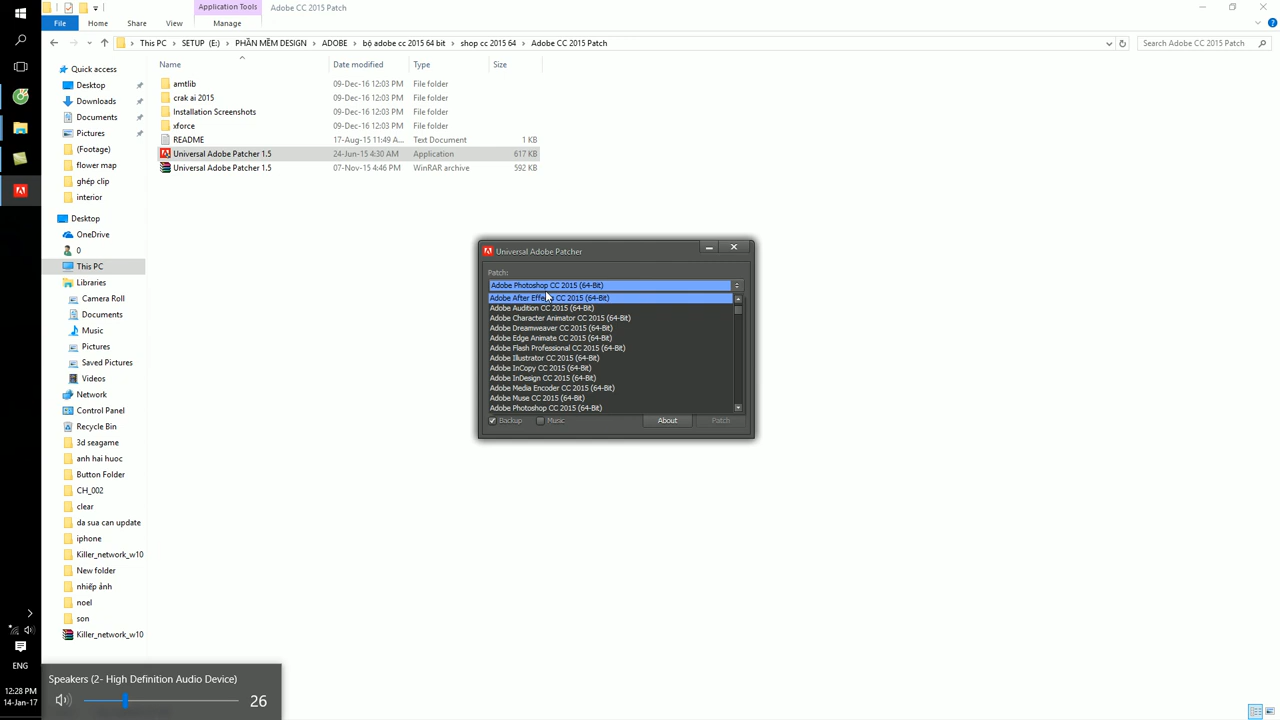 Application Tools
Adobe CC 2015 Patch
File
Home
Share
View
Manage
This PC
SETUP (E:)
PHẦN MỀM DESIGN
ADOBE
bộ adobe cc 2015 64 bit
shop cc 2015 64
Adobe CC 2015 Patch
Search Adobe CC 2015 Patch
Name
Date modified
Type
Size
amtlib 09-Dec-16 12:03 PM File folder
crak ai 2015 09-Dec-16 12:03 PM File folder
Installation Screenshots 09-Dec-16 12:03 PM File folder
xforce 09-Dec-16 12:03 PM File folder
README 17-Aug-15 11:49 A... Text Document 1 KB
Universal Adobe Patcher 1.5 24-Jun-15 4:30 AM Application 617 KB
Universal Adobe Patcher 1.5 07-Nov-15 4:46 PM WinRAR archive 592 KB
Quick access
Desktop
Downloads
Documents
Pictures
(Footage)
flower map
ghép clip
interior
Desktop
OneDrive
0
This PC
Libraries
Camera Roll
Documents
Music
Pictures
Saved Pictures
Videos
Network
Control Panel
Recycle Bin
3d seagame
anh hai huoc
Button Folder
CH_002
clear
da sua can update
iphone
Killer_network_w10
New folder
nhiếp ảnh
noel
son
Killer_network_w10
Universal Adobe Patcher
Patch:
Adobe Photoshop CC 2015 (64-Bit)
Adobe After Effects CC 2015 (64-Bit)
Adobe Audition CC 2015 (64-Bit)
Adobe Character Animator CC 2015 (64-Bit)
Adobe Dreamweaver CC 2015 (64-Bit)
Adobe Edge Animate CC 2015 (64-Bit)
Adobe Flash Professional CC 2015 (64-Bit)
Adobe Illustrator CC 2015 (64-Bit)
Adobe InCopy CC 2015 (64-Bit)
Adobe InDesign CC 2015 (64-Bit)
Adobe Media Encoder CC 2015 (64-Bit)
Adobe Muse CC 2015 (64-Bit)
Adobe Photoshop CC 2015 (64-Bit)
Backup
Music
About
Patch
ENG
12:28 PM
14-Jan-17
Speakers (2- High Definition Audio Device)
26